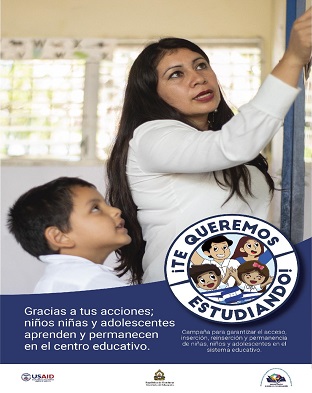 ¡TE QUEREMOS
ESTUDIANDO!
Gracias a tus acciones;
niños niñas y adolescentes
aprenden y permanecen
en el centro educativo.
Campaña para garantizar el acceso,
inserción, reinserción y permanencia
de niñas, niños y adolescentes en el
sistema educativo.
USAID